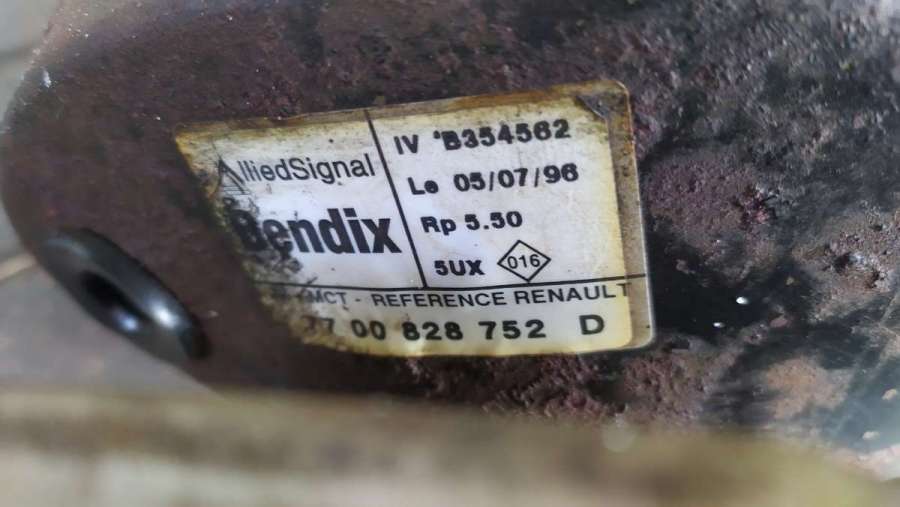 AlliedSignal
Bendix
IV *B354562
Le 05/07/96
Rp 5.50
5UX 016
MCT - REFERENCE RENAULT
77 00 828 752 D